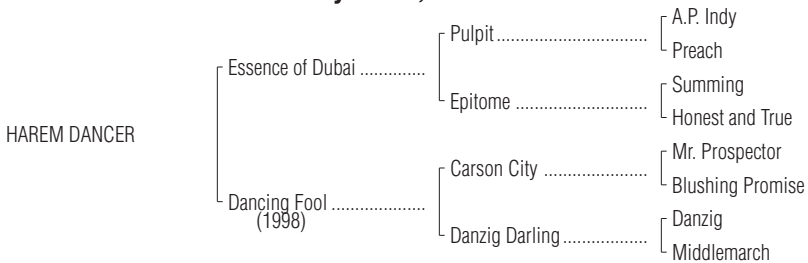 A.P. Indy
Pulpit..............................
Preach
Essence of Dubai .............
Summing
Epitome ..........................
Honest and True
HAREM DANCER
Mr. Prospector
Carson City .....................
Blushing Promise
Dancing Fool ...................
(1998)
Danzig
Danzig Darling.................
Middlemarch